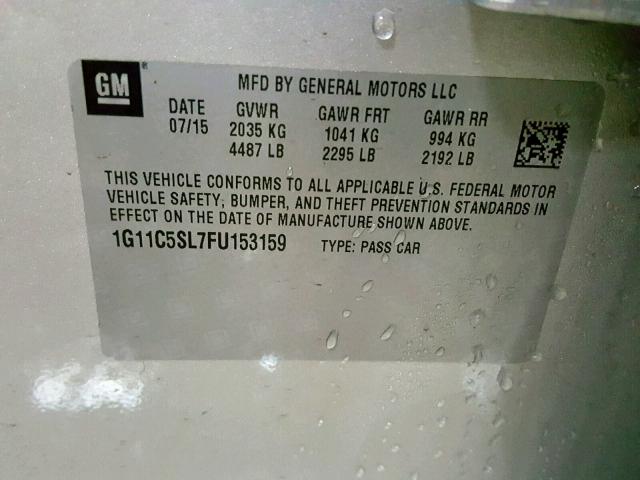 GM
MFD BY GENERAL MOTORS LLC
DATE GVWR GAWR FRT GAWR RR
07/15 2035 KG 1041 KG 994 KG
4487 LB 2295 LB 2192 LB
THIS VEHICLE CONFORMS TO ALL APPLICABLE U.S. FEDERAL MOTOR
VEHICLE SAFETY, BUMPER, AND THEFT PREVENTION STANDARDS IN
EFFECT ON THE DATE OF MANUFACTURE SHOWN ABOVE.
1G11C5SL7FU153159 TYPE: PASS CAR